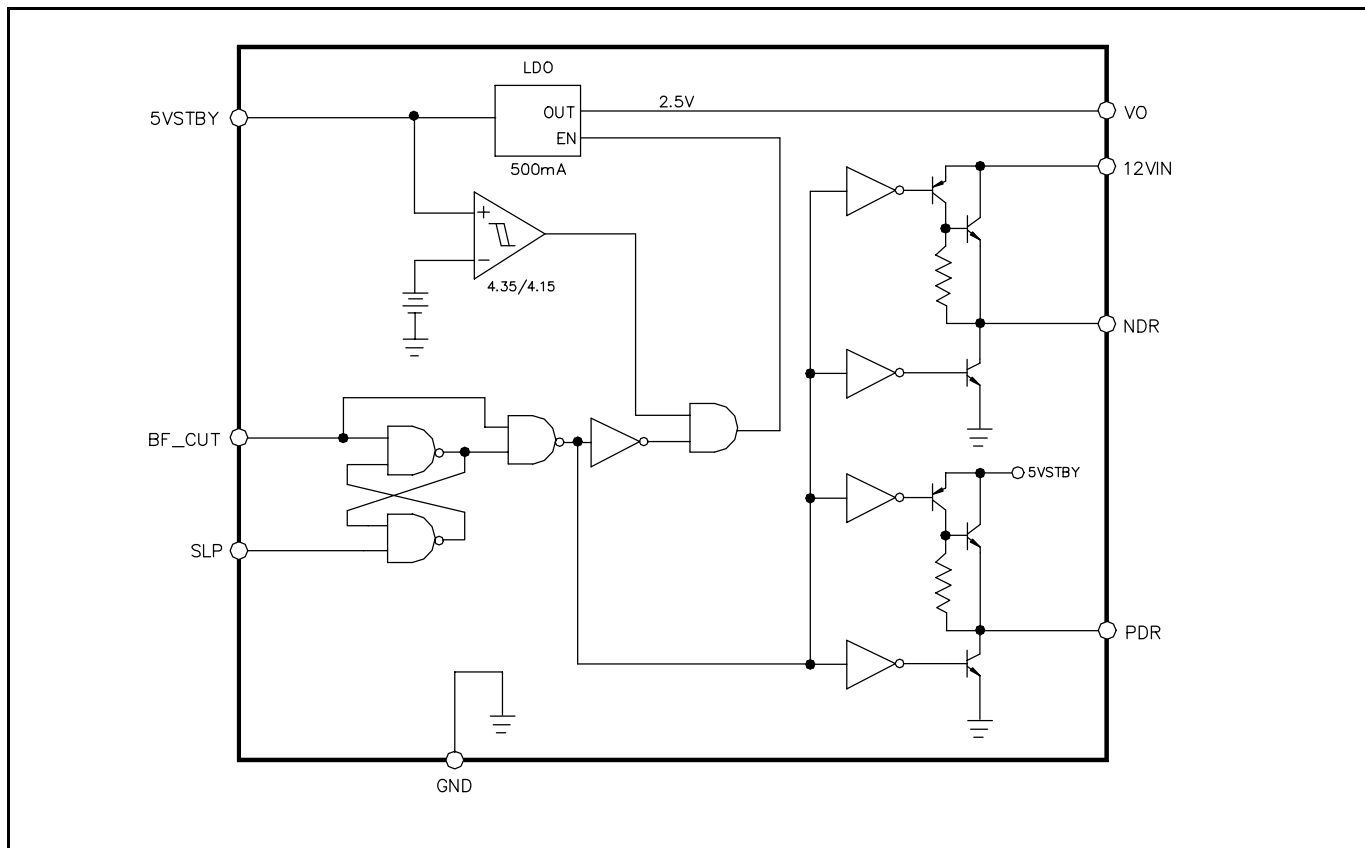 LDO
5VSTBY
OUT
2.5V
VO
EN
500mA
12VIN
+
−
4.35/4.15
NDR
BF_CUT
5VSTBY
SLP
PDR
GND